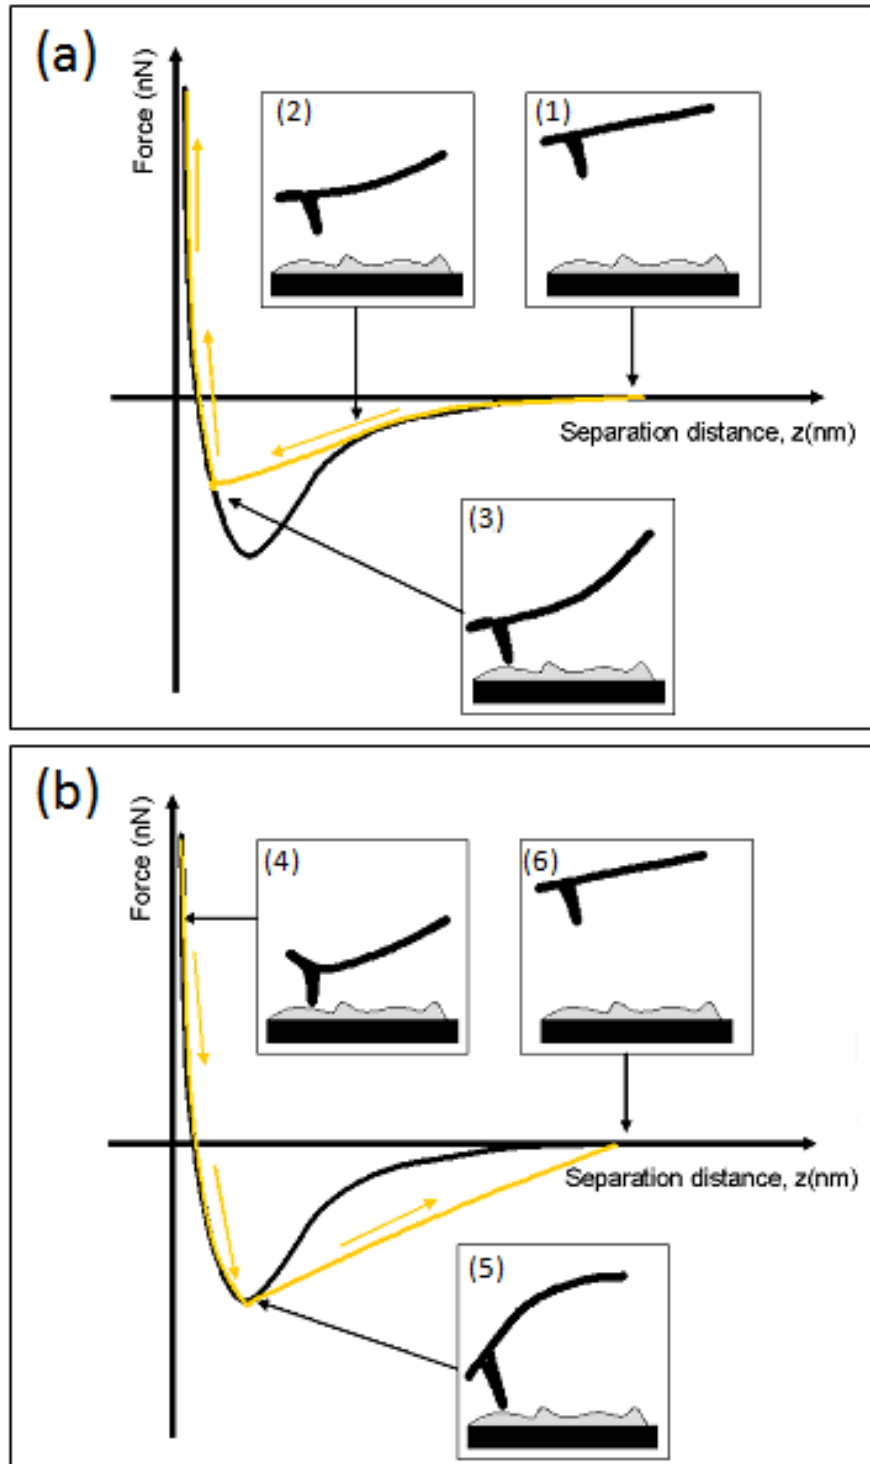 (a)
Force (nN)
(2)
(1)
Separation distance, z(nm)
(3)
(b)
Force (nN)
(4)
(6)
Separation distance, z(nm)
(5)